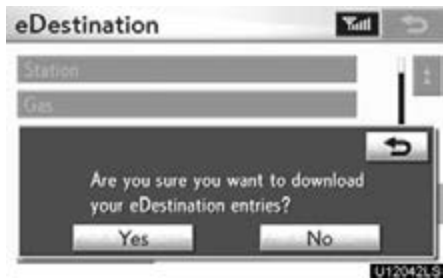 eDestination
Station
Gas
Are you sure you want to download
your eDestination entries?
Yes
No
U12042LS